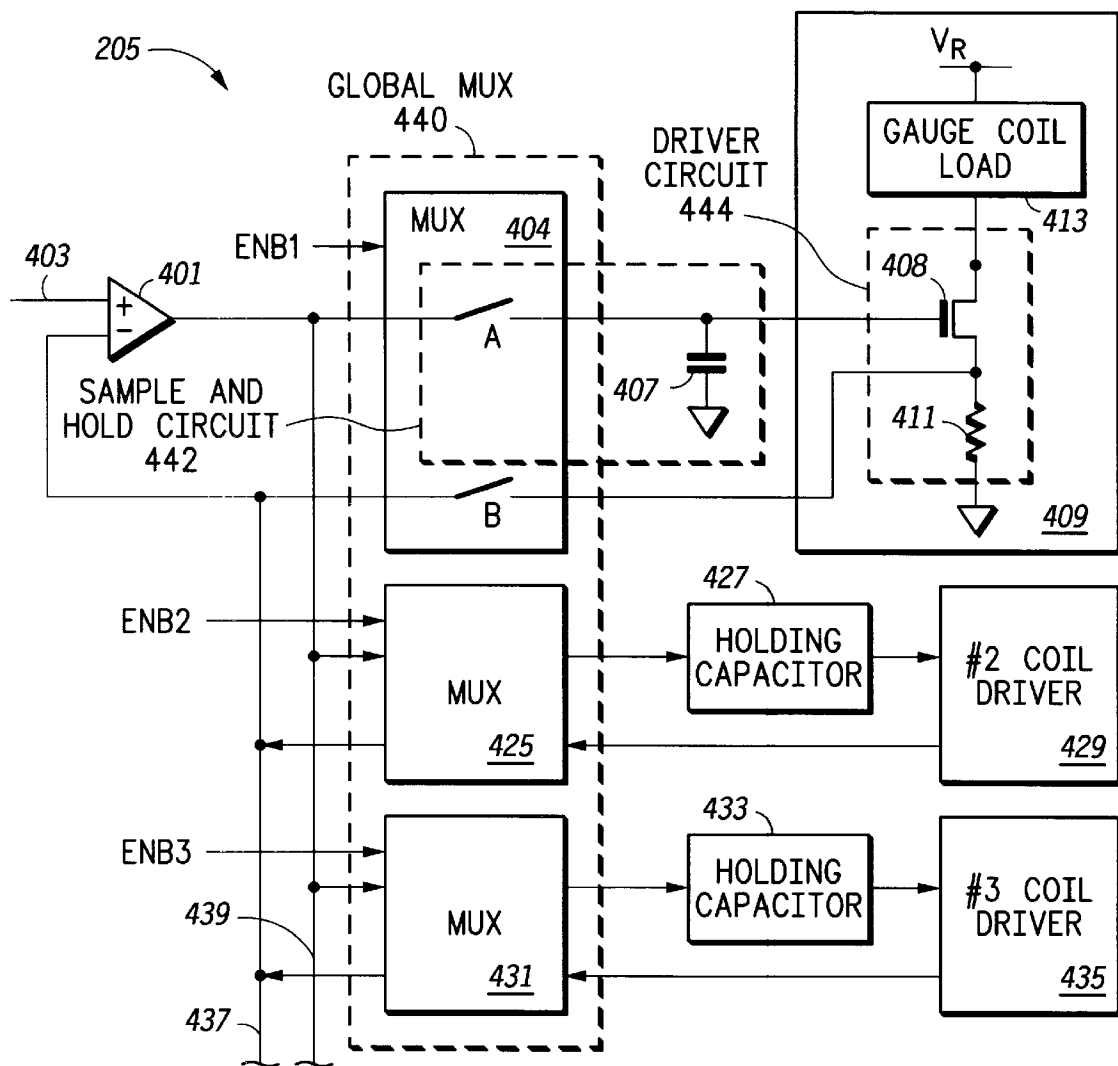 205
GLOBAL MUX
440
DRIVER
CIRCUIT
444
VR
GAUGE COIL
LOAD
413
403
401
+
−
ENB1
MUX
404
A
408
407
SAMPLE AND
HOLD CIRCUIT
442
411
B
409
ENB2
MUX
425
427
HOLDING
CAPACITOR
#2 COIL
DRIVER
429
ENB3
MUX
431
433
HOLDING
CAPACITOR
#3 COIL
DRIVER
435
439
437